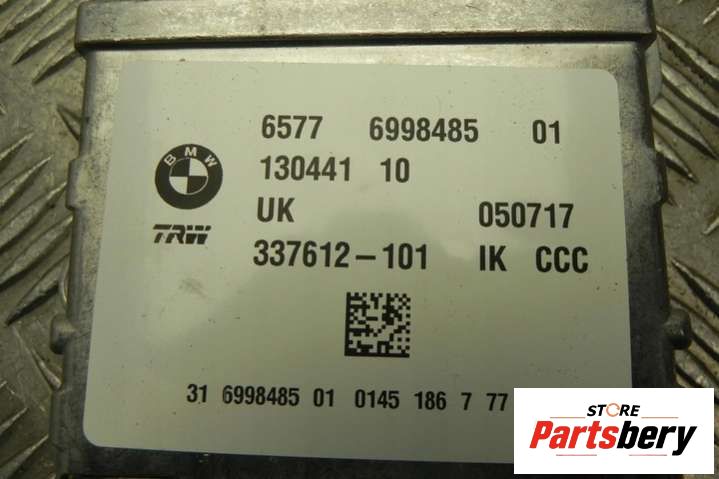 6577 6998485 01
BMW
130441 10
UK 050717
TRW
337612-101 IK CCC
31 6998485 01 0145 186 7 77
STORE
Partsbery